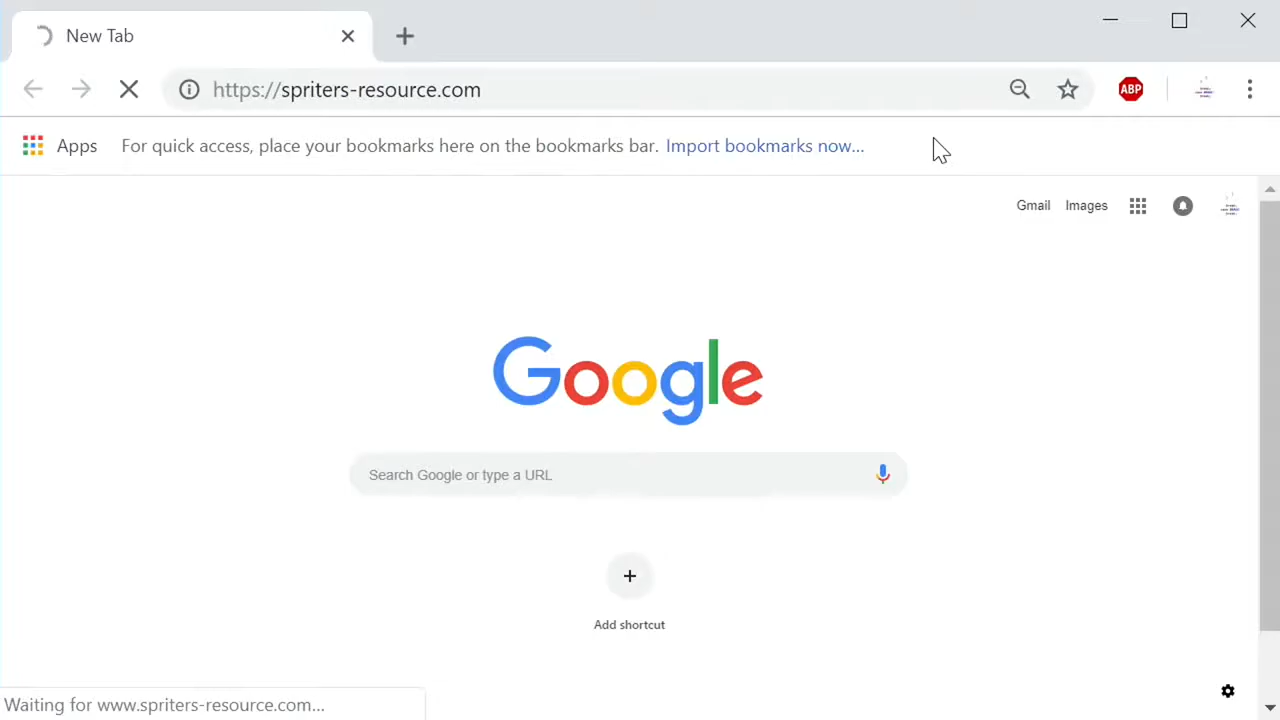 New Tab
https://spriters-resource.com
ABP
Apps
For quick access, place your bookmarks here on the bookmarks bar. Import bookmarks now...
Gmail Images
Google
Search Google or type a URL
Add shortcut
Waiting for www.spriters-resource.com...